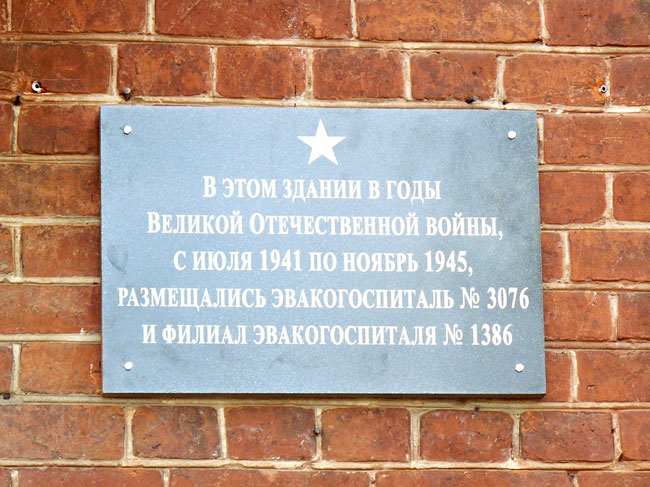 В ЭТОМ ЗДАНИИ В ГОДЫ
ВЕЛИКОЙ ОТЕЧЕСТВЕННОЙ ВОЙНЫ,
С ИЮЛЯ 1941 ПО НОЯБРЬ 1945,
РАЗМЕЩАЛИСЬ ЭВАКОГОСПИТАЛЬ № 3076
И ФИЛИАЛ ЭВАКОГОСПИТАЛЯ № 1386